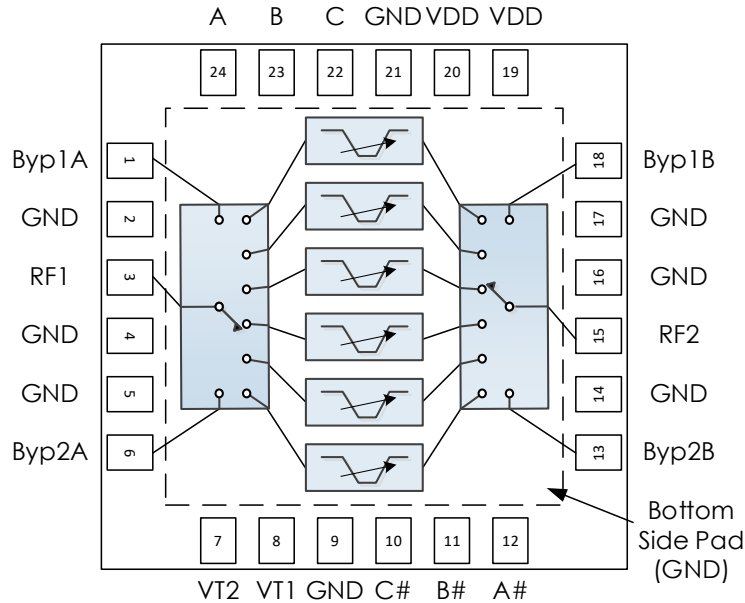 A B C GND VDD VDD
24 23 22 21 20 19
Byp1A 1 18 Byp1B
GND 2 17 GND
RF1 3 16 GND
GND 4 15 RF2
GND 5 14 GND
Byp2A 6 13 Byp2B
7 8 9 10 11 12
VT2 VT1 GND C# B# A#
Bottom
Side Pad
(GND)